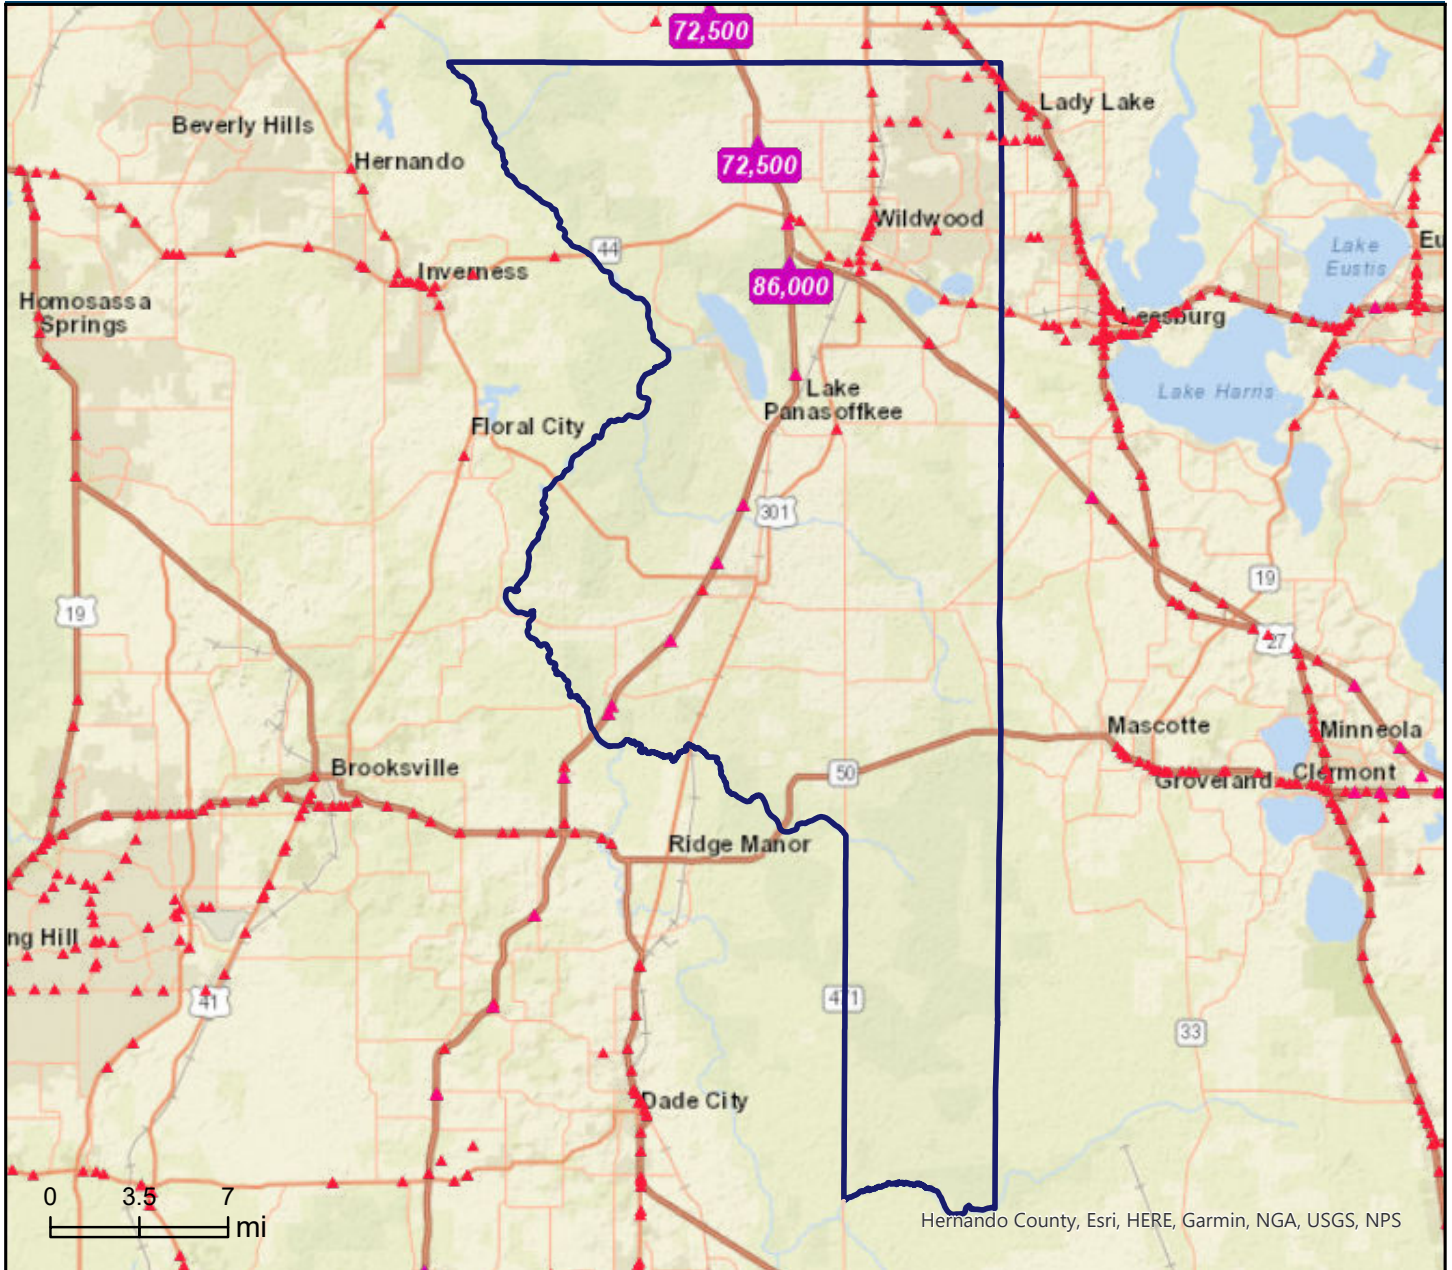 72,500
Lady Lake
Beverly Hills
Hernando
72,500
Wildwood
44
Lake
Eustis
Eu
Inverness
86,000
Homosassa
Springs
Leesburg
Lake
Panasoffkee
Lake Harris
Floral City
301
19
19
27
Mascotte
Minneola
50
Brooksville
Groveland
Clermont
Ridge Manor
ng Hill
41
471
33
Dade City
0 3.5 7
mi
Hernando County, Esri, HERE, Garmin, NGA, USGS, NPS